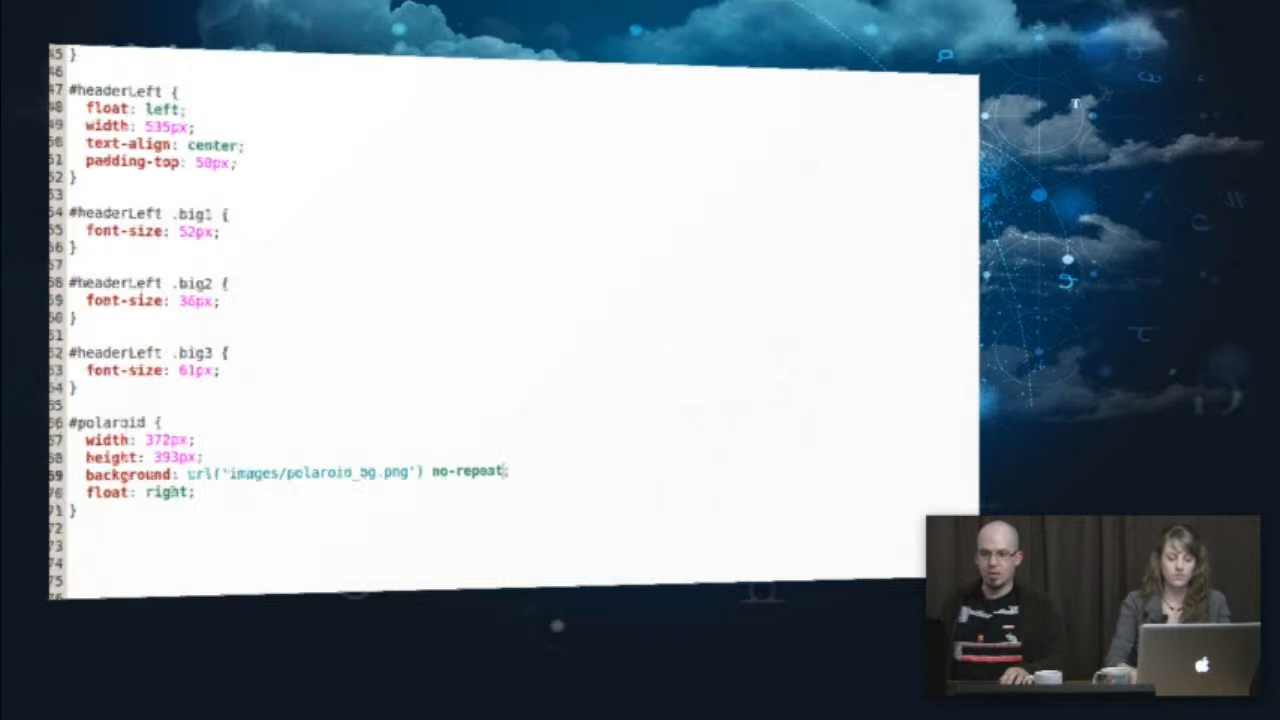 45 }
46
47 #headerLeft {
48 float: left;
49 width: 535px;
50 text-align: center;
51 padding-top: 50px;
52 }
53
54 #headerLeft .big1 {
55 font-size: 52px;
56 }
57
58 #headerLeft .big2 {
59 font-size: 36px;
60 }
61
62 #headerLeft .big3 {
63 font-size: 61px;
64 }
65
66 #polaroid {
67 width: 372px;
68 height: 393px;
69 background: url('images/polaroid_bg.png') no-repeat;
70 float: right;
71 }
72
73
74
75
76